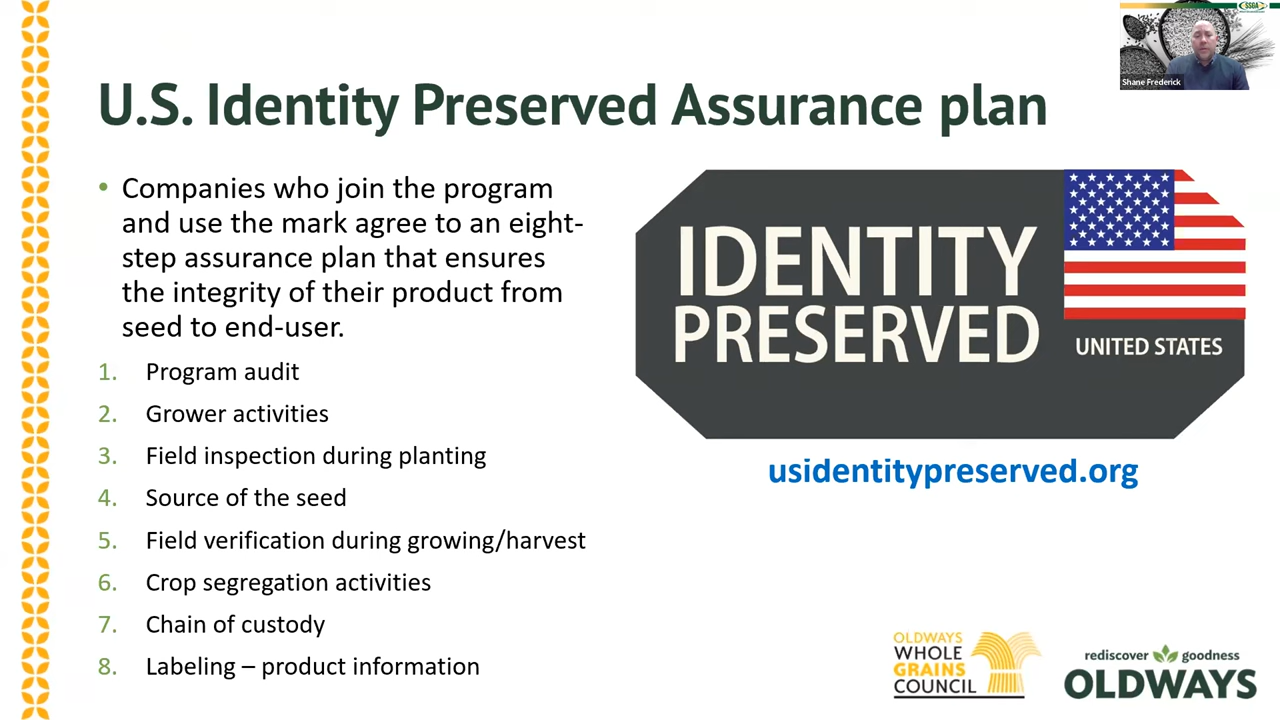 SSGA
Shane Frederick
U.S. Identity Preserved Assurance plan
• Companies who join the program
and use the mark agree to an eight-
step assurance plan that ensures
the integrity of their product from
seed to end-user.
1. Program audit
2. Grower activities
3. Field inspection during planting
4. Source of the seed
5. Field verification during growing/harvest
6. Crop segregation activities
7. Chain of custody
8. Labeling – product information
IDENTITY
PRESERVED
UNITED STATES
usidentitypreserved.org
OLDWAYS
WHOLE
GRAINS
COUNCIL
rediscover goodness
OLDWAYS